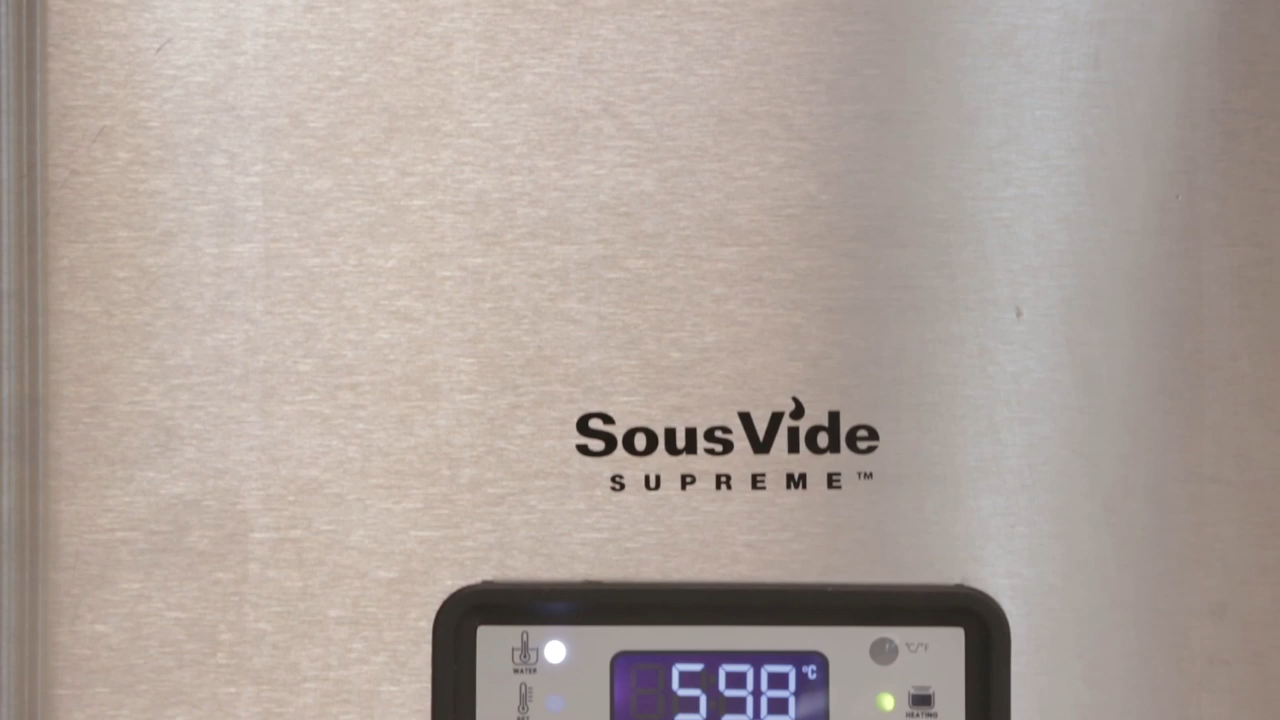 SousVide
SUPREME™
WATER
°C/°F
598 °C
HEATING